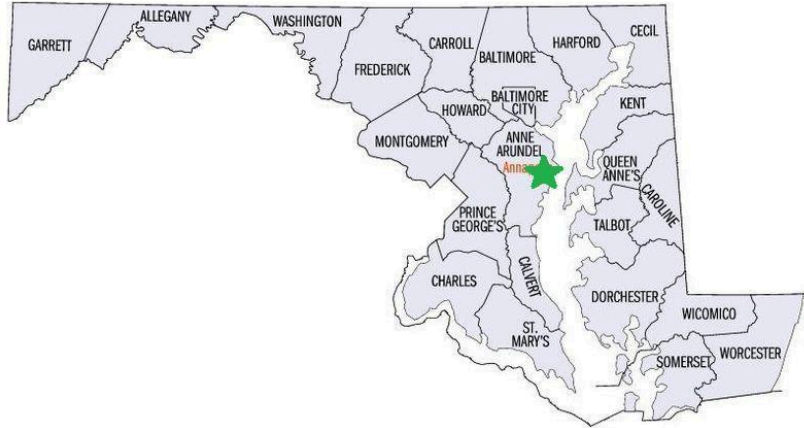 ALLEGANY
WASHINGTON
CECIL
GARRETT
CARROLL
HARFORD
BALTIMORE
FREDERICK
BALTIMORE
CITY
KENT
HOWARD
MONTGOMERY
ANNE
ARUNDEL
QUEEN
ANNE'S
CAROLINE
PRINCE
GEORGE'S
TALBOT
CHARLES
CALVERT
DORCHESTER
WICOMICO
ST.
MARY'S
SOMERSET
WORCESTER